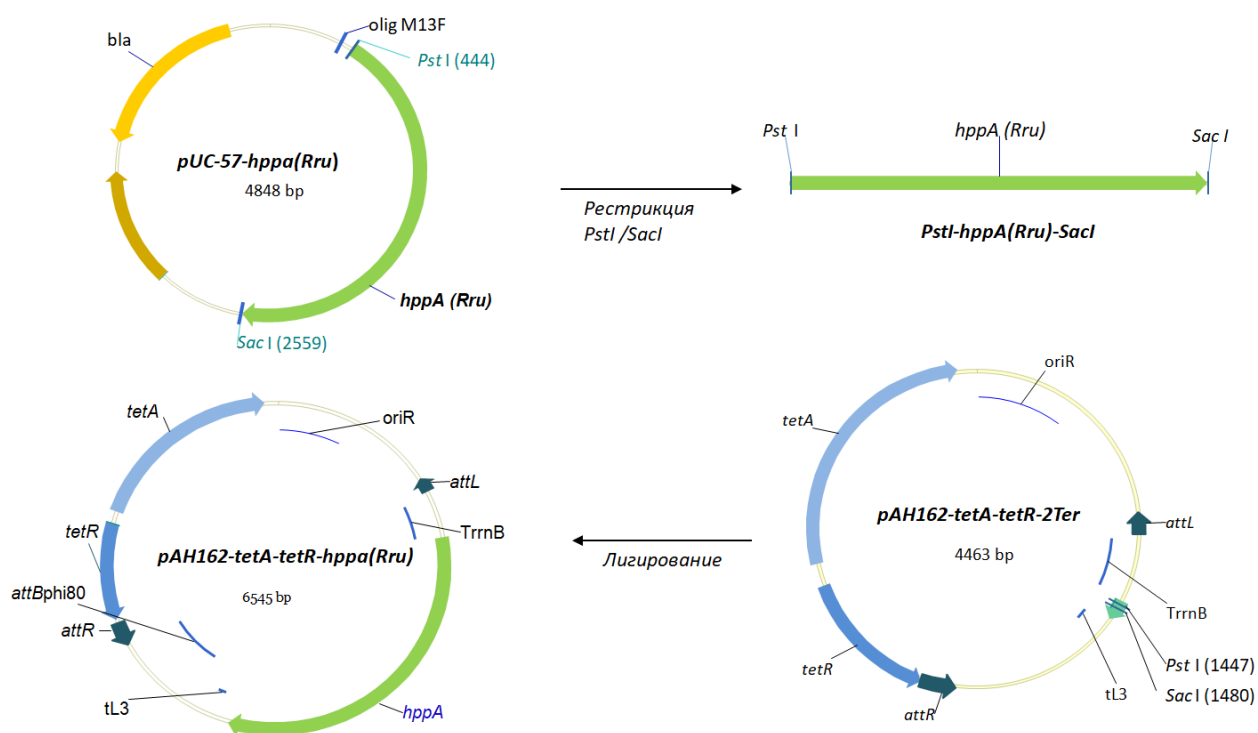 olig M13F
bla
Pst I (444)
pUC-57-hppa(Rru)
4848 bp
hppA (Rru)
Sac I (2559)
Рестрикция
PstI /SacI
Pst I
hppA (Rru)
Sac I
PstI-hppA(Rru)-SacI
tetA
oriR
attL
TrrnB
tetR
pAH162-tetA-tetR-hppa(Rru)
6545 bp
attBphi80
attR
tL3
hppA
Лигирование
oriR
tetA
pAH162-tetA-tetR-2Ter
4463 bp
attL
TrrnB
Pst I (1447)
Sac I (1480)
tL3
tetR
attR